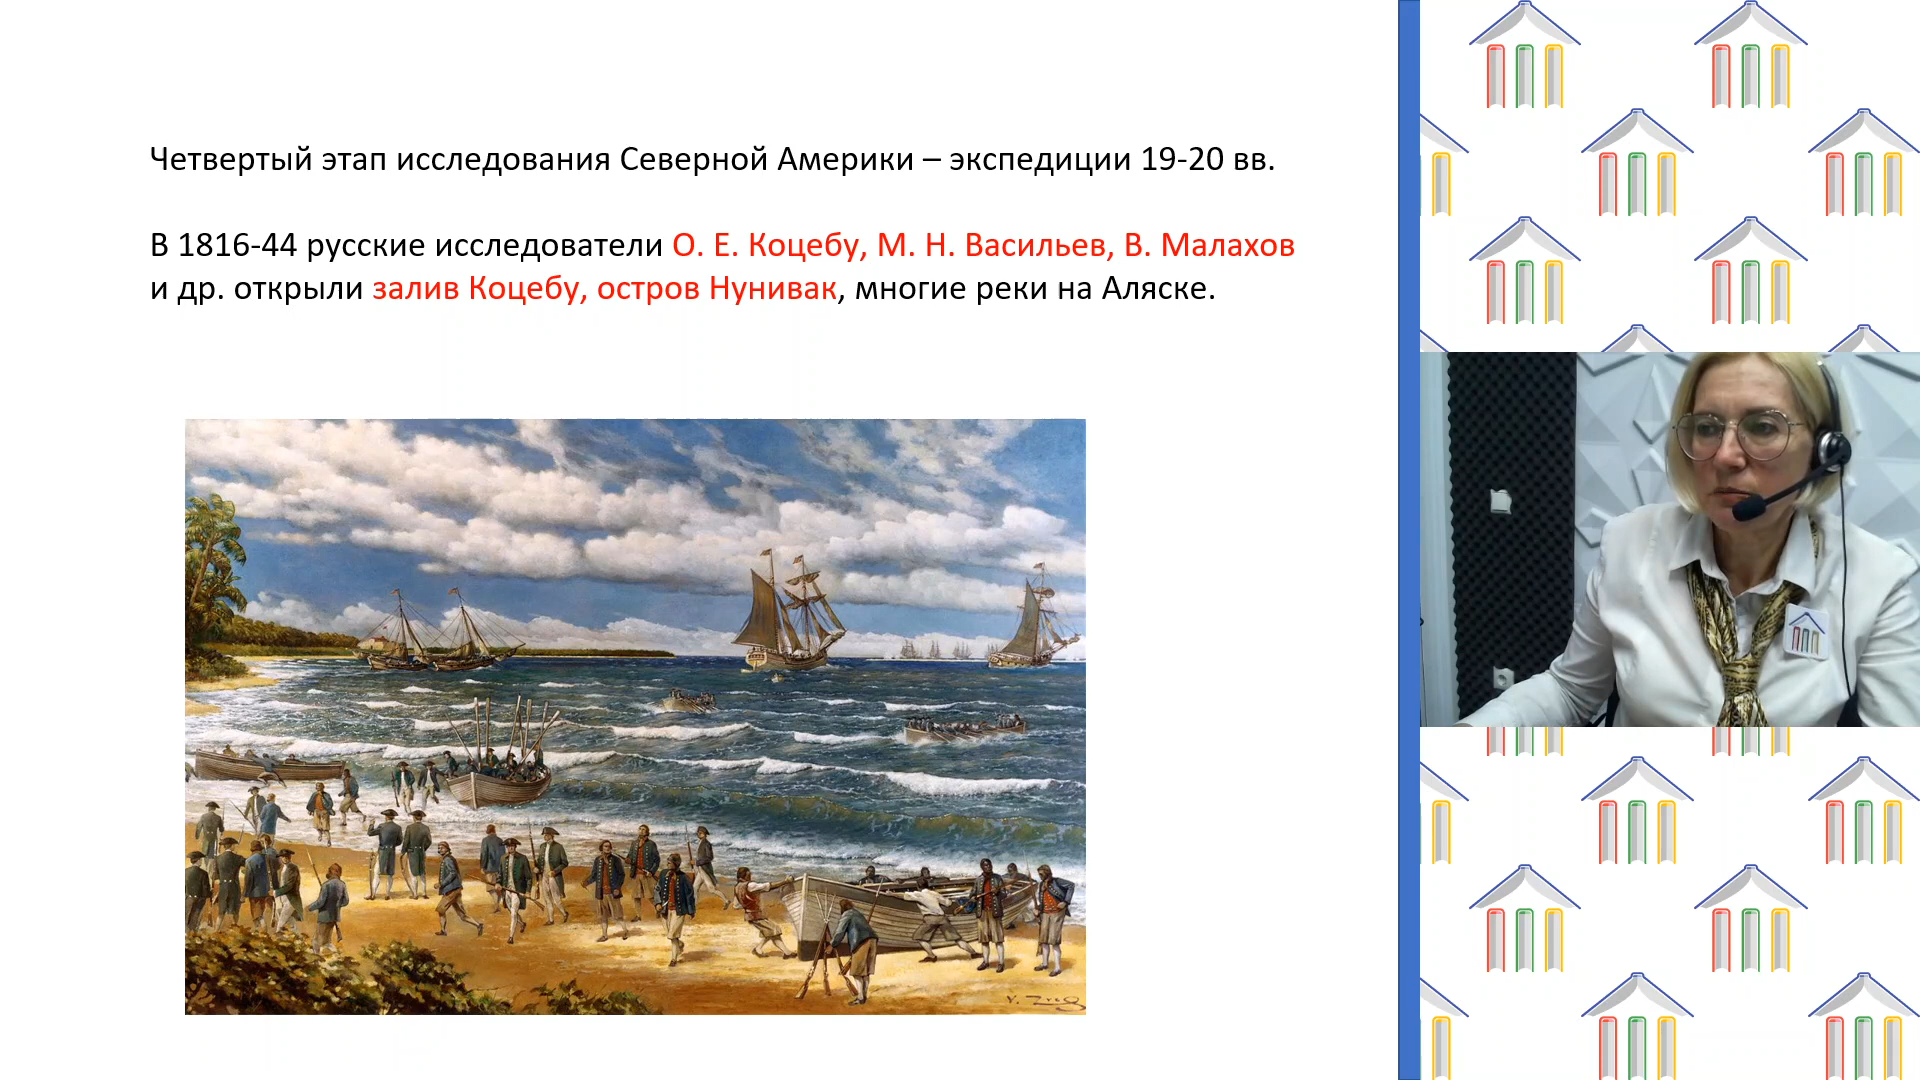 Четвертый этап исследования Северной Америки – экспедиции 19-20 вв.
В 1816-44 русские исследователи О. Е. Коцебу, М. Н. Васильев, В. Малахов
и др. открыли залив Коцебу, остров Нунивак, многие реки на Аляске.